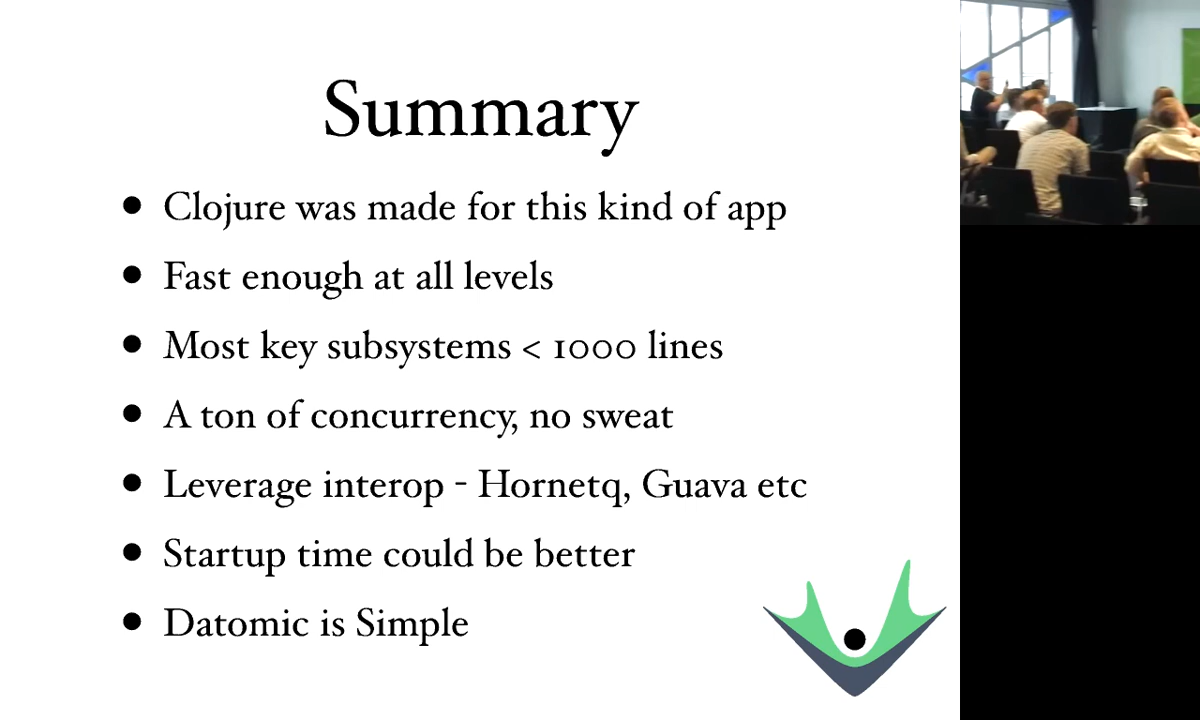 Summary
• Clojure was made for this kind of app
• Fast enough at all levels
• Most key subsystems < 1000 lines
• A ton of concurrency, no sweat
• Leverage interop - Hornetq, Guava etc
• Startup time could be better
• Datomic is Simple